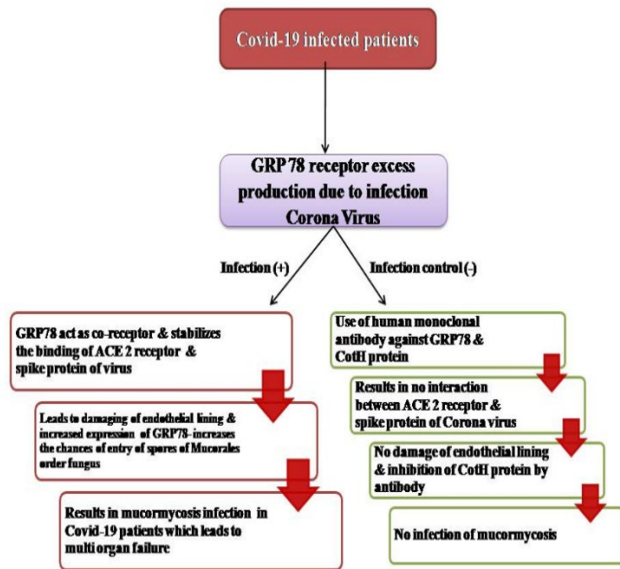 Covid-19 infected patients
GRP78 receptor excess
production due to infection
Corona Virus
Infection (+)
Infection control (-)
GRP78 act as co-receptor & stabilizes
the binding of ACE 2 receptor &
spike protein of virus
Leads to damaging of endothelial lining &
increased expression of GRP78-increases
the chances of entry of spores of Mucorales
order fungus
Results in mucormycosis infection in
Covid-19 patients which leads to
multi organ failure
Use of human monoclonal
antibody against GRP78 &
CotH protein
Results in no interaction
between ACE 2 receptor &
spike protein of Corona virus
No damage of endothelial lining
& inhibition of CotH protein by
antibody
No infection of mucormycosis